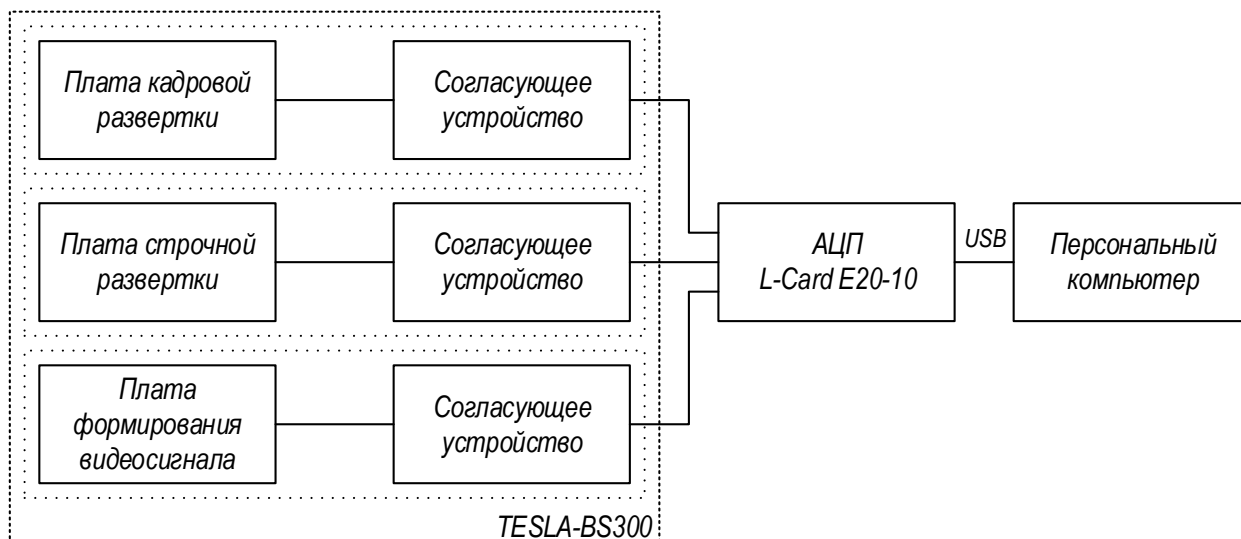 Плата кадровой
развертки
Согласующее
устройство
Плата строчной
развертки
Согласующее
устройство
АЦП
L-Card E20-10
USB
Персональный
компьютер
Плата
формирования
видеосигнала
Согласующее
устройство
TESLA-BS300